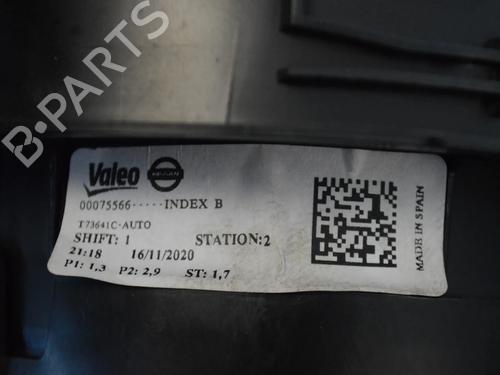 B-PARTS
Valeo NISSAN
00075566·····INDEX B
T73641C-AUTO
SHIFT: 1 STATION:2
21:18 16/11/2020
P1: 1,3 P2: 2,9 ST: 1,7
MADE IN SPAIN